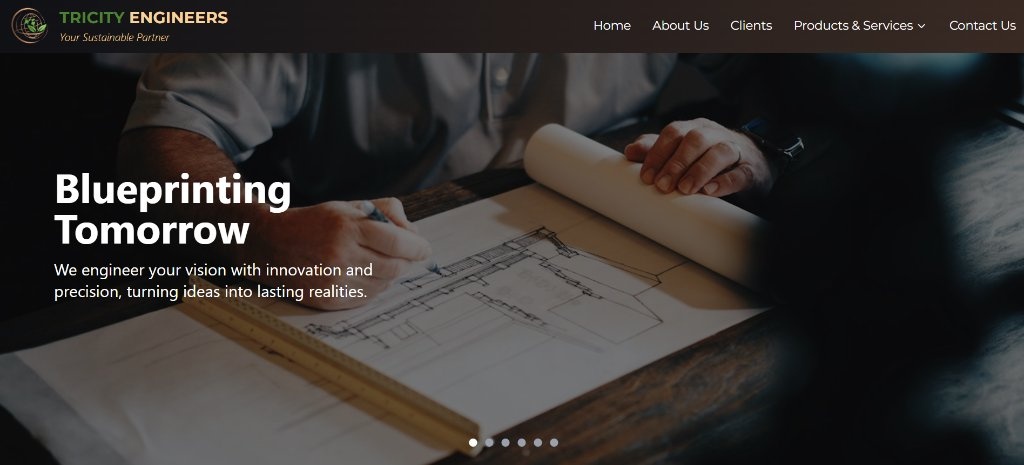 TRICITY ENGINEERS
Your Sustainable Partner
Home About Us Clients Products & Services Contact Us
Blueprinting
Tomorrow
We engineer your vision with innovation and
precision, turning ideas into lasting realities.